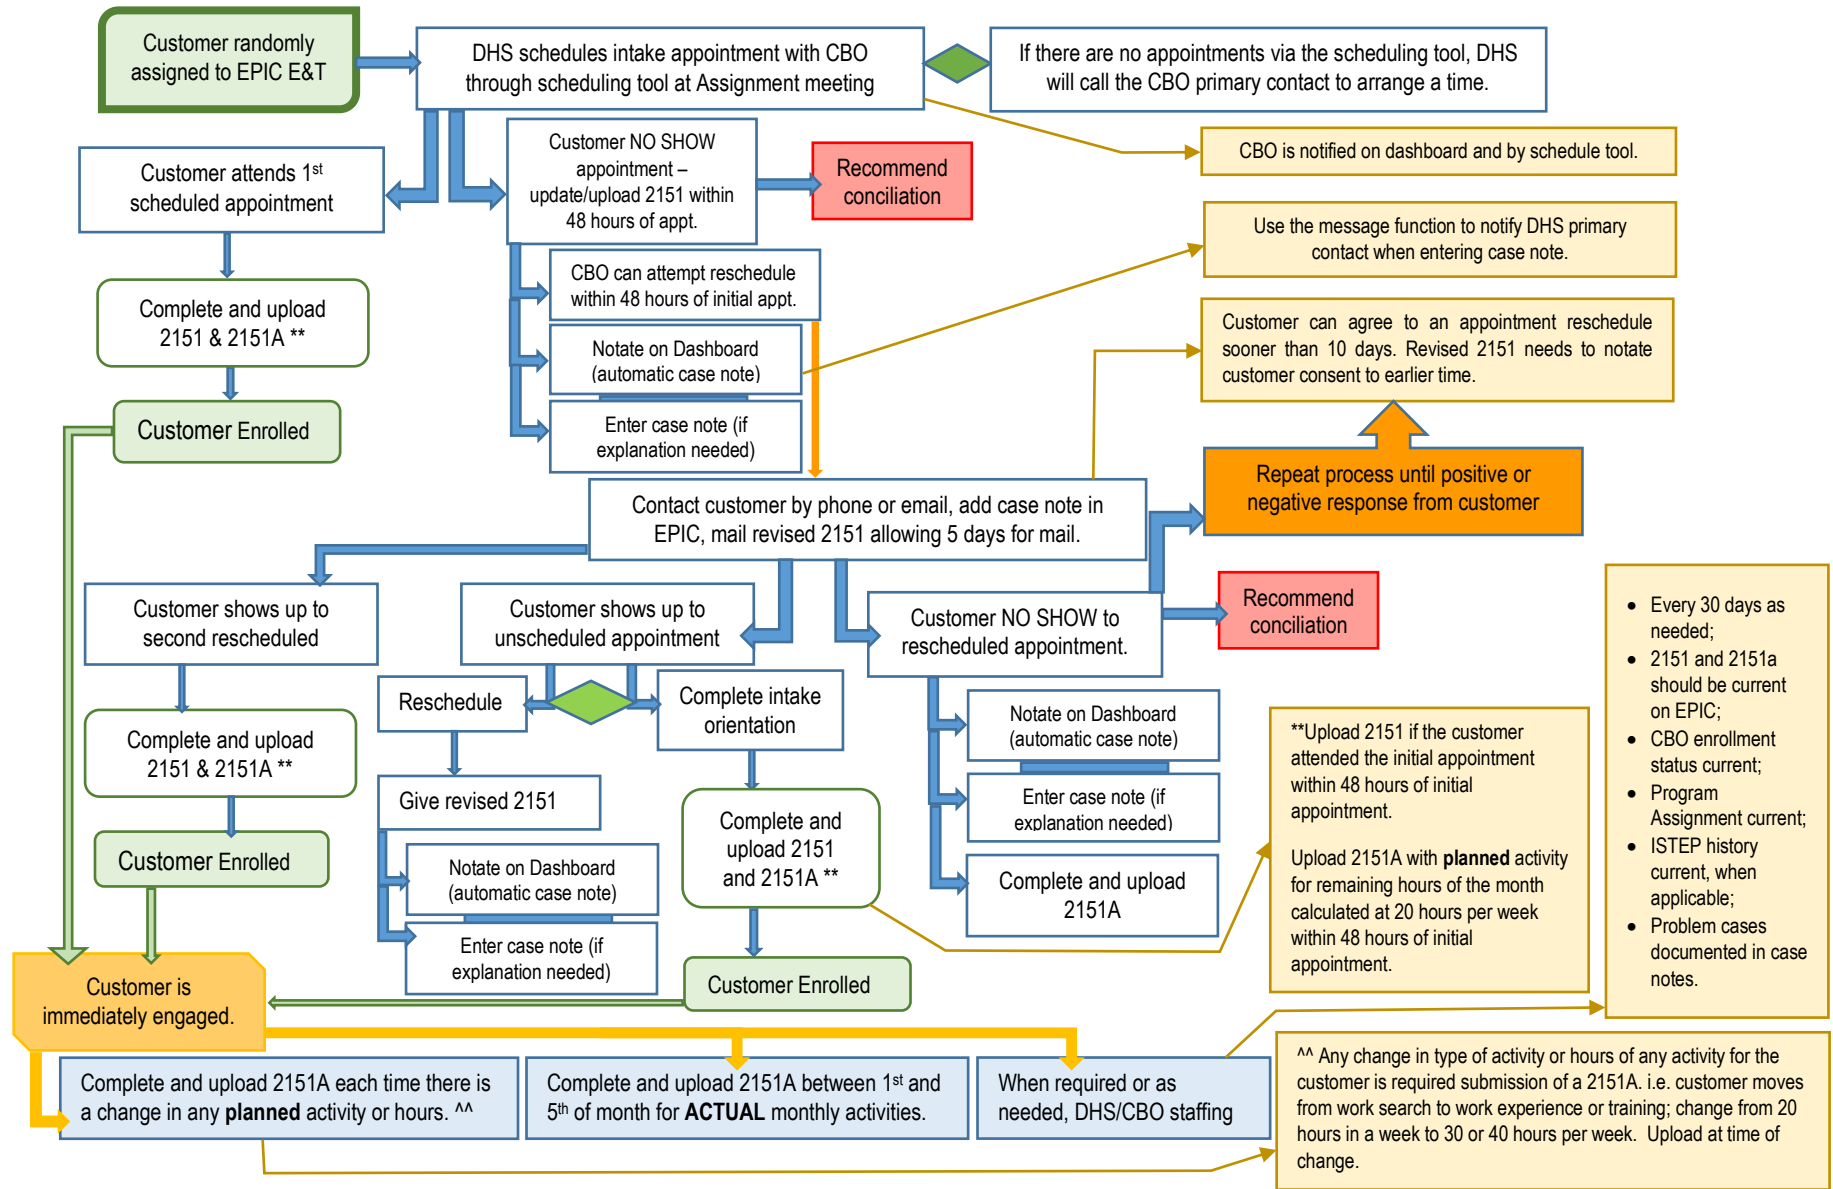 Customer randomly
assigned to EPIC E&T
DHS schedules intake appointment with CBO
through scheduling tool at Assignment meeting
If there are no appointments via the scheduling tool, DHS
will call the CBO primary contact to arrange a time.
CBO is notified on dashboard and by schedule tool.
Customer attends 1st
scheduled appointment
Customer NO SHOW
appointment –
update/upload 2151 within
48 hours of appt.
Recommend
conciliation
Use the message function to notify DHS primary
contact when entering case note.
CBO can attempt reschedule
within 48 hours of initial appt.
Complete and upload
2151 & 2151A **
Notate on Dashboard
(automatic case note)
Customer can agree to an appointment reschedule
sooner than 10 days. Revised 2151 needs to notate
customer consent to earlier time.
Customer Enrolled
Enter case note (if
explanation needed)
Repeat process until positive or
negative response from customer
Contact customer by phone or email, add case note in
EPIC, mail revised 2151 allowing 5 days for mail.
Customer shows up to
second rescheduled
Customer shows up to
unscheduled appointment
Customer NO SHOW to
rescheduled appointment.
Recommend
conciliation
• Every 30 days as
needed;
• 2151 and 2151a
should be current
on EPIC;
• CBO enrollment
status current;
• Program
Assignment current;
• ISTEP history
current, when
applicable;
• Problem cases
documented in case
notes.
Reschedule
Complete intake
orientation
Notate on Dashboard
(automatic case note)
Complete and upload
2151 & 2151A **
**Upload 2151 if the customer
attended the initial appointment
within 48 hours of initial
appointment.
Upload 2151A with planned activity
for remaining hours of the month
calculated at 20 hours per week
within 48 hours of initial
appointment.
Give revised 2151
Enter case note (if
explanation needed)
Complete and
upload 2151
and 2151A **
Customer Enrolled
Notate on Dashboard
(automatic case note)
Complete and upload
2151A
Enter case note (if
explanation needed)
Customer Enrolled
Customer is
immediately engaged.
Complete and upload 2151A each time there is
a change in any planned activity or hours. ^^
Complete and upload 2151A between 1st and
5th of month for ACTUAL monthly activities.
When required or as
needed, DHS/CBO staffing
^^ Any change in type of activity or hours of any activity for the
customer is required submission of a 2151A. i.e. customer moves
from work search to work experience or training; change from 20
hours in a week to 30 or 40 hours per week. Upload at time of
change.